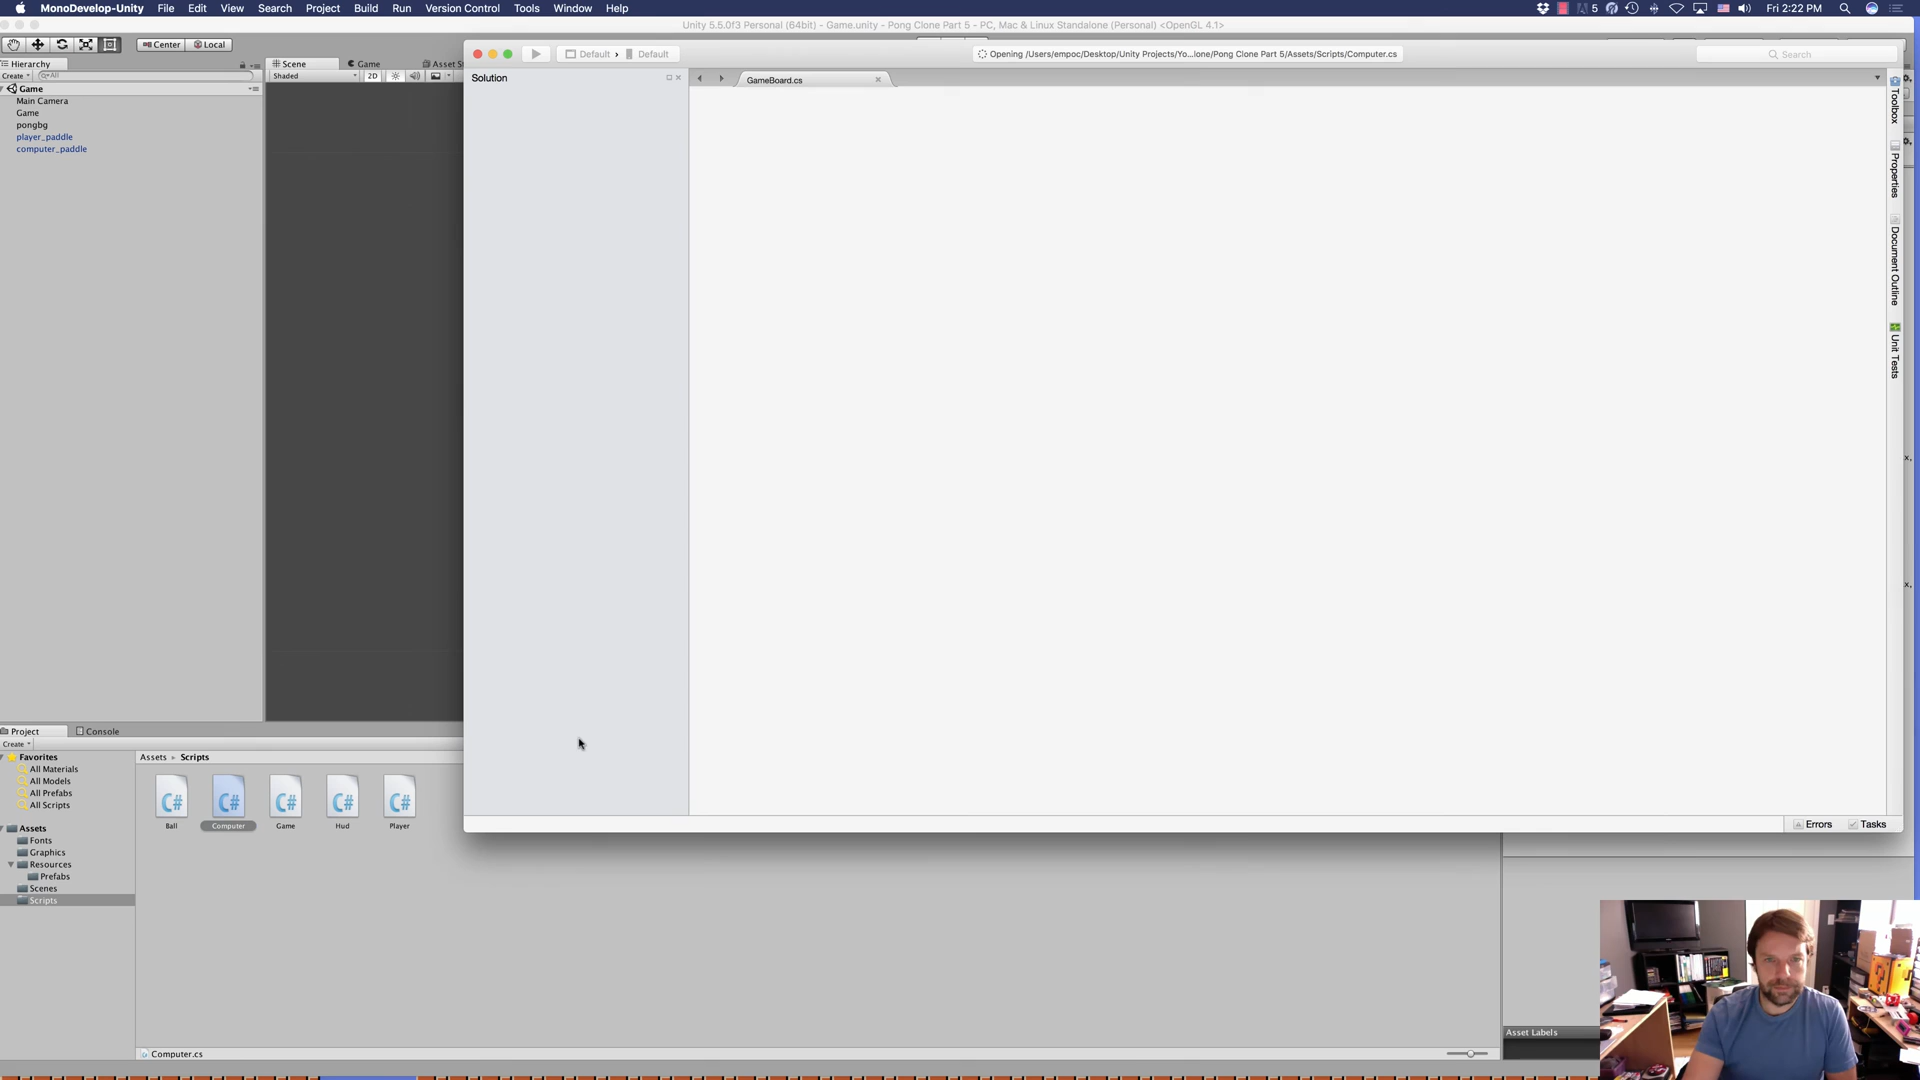 MonoDevelop-Unity File Edit View Search Project Build Run Version Control Tools Window Help
5 Fri 2:22 PM
Unity 5.5.0f3 Personal (64bit) - Game.unity - Pong Clone Part 5 - PC, Mac & Linux Standalone (Personal) <OpenGL 4.1>
Center Local
Default › Default
Opening /Users/empoc/Desktop/Unity Projects/Yo...lone/Pong Clone Part 5/Assets/Scripts/Computer.cs
Search
Hierarchy
Scene Game Asset S
Create All
Shaded 2D
Solution
GameBoard.cs
Game
Main Camera
Game
pongbg
player_paddle
computer_paddle
Toolbox
Properties
Document Outline
Unit Tests
x,
x,
Project Console
Create
Favorites
All Materials
All Models
All Prefabs
All Scripts
Assets
Fonts
Graphics
Resources
Prefabs
Scenes
Scripts
Assets Scripts
C# C# C# C# C#
Ball Computer Game Hud Player
Errors Tasks
Asset Labels
Computer.cs